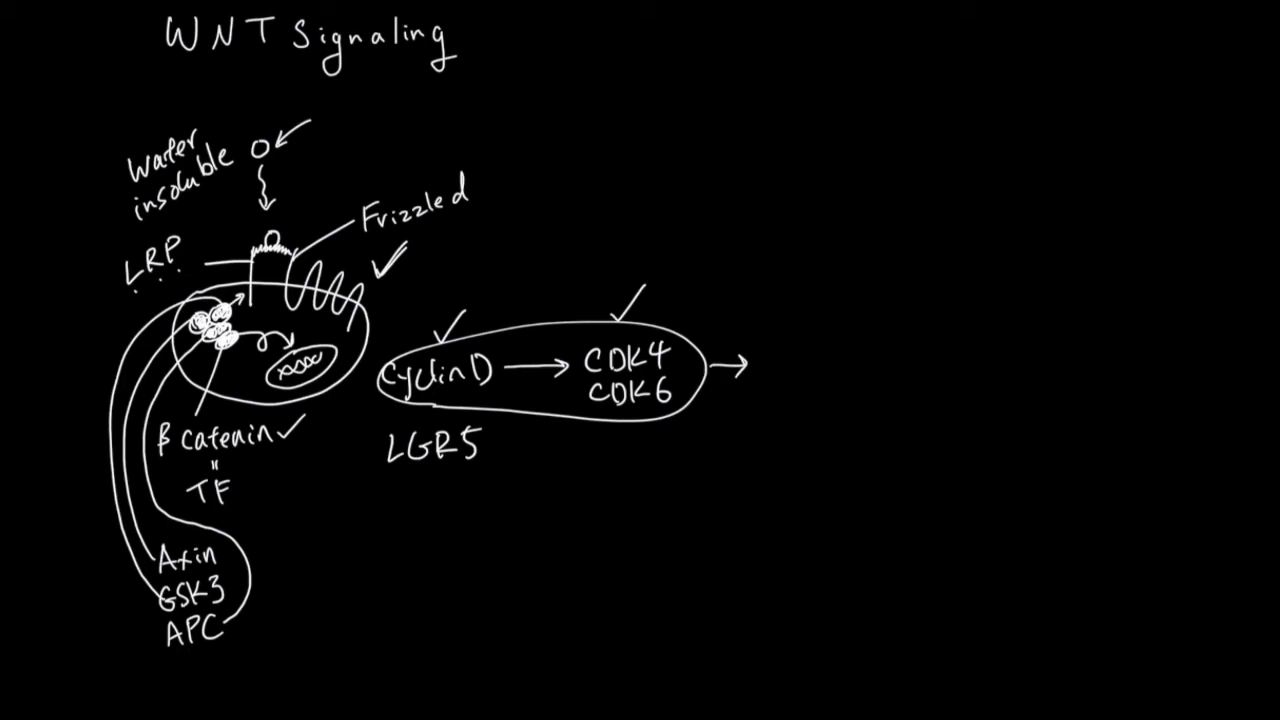 WNT Signaling
Water
insoluble
Frizzled
LRP
Cyclin D
CDK4
CDK6
β catenin
"
TF
LGR5
Axin
GSK3
APC